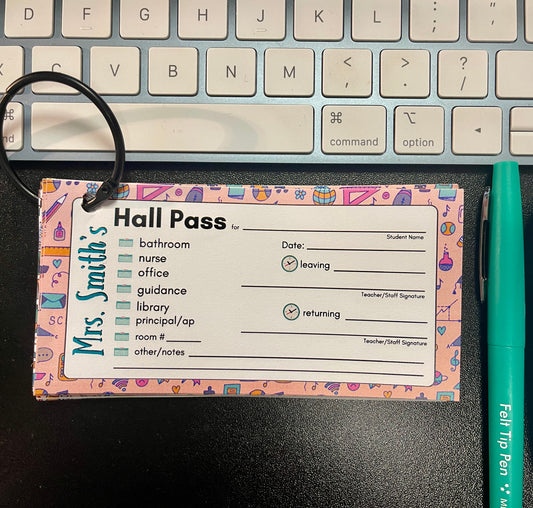 D F G H J K L : ; " '
X C V B N M < , > . ? /
⌘ ⌘ command ⌥ option ◄
Mrs. Smith's
Hall Pass for
Student Name
bathroom
Date:
nurse
leaving
office
guidance
Teacher/Staff Signature
library
returning
principal/ap
room #
Teacher/Staff Signature
other/notes
Felt Tip Pen